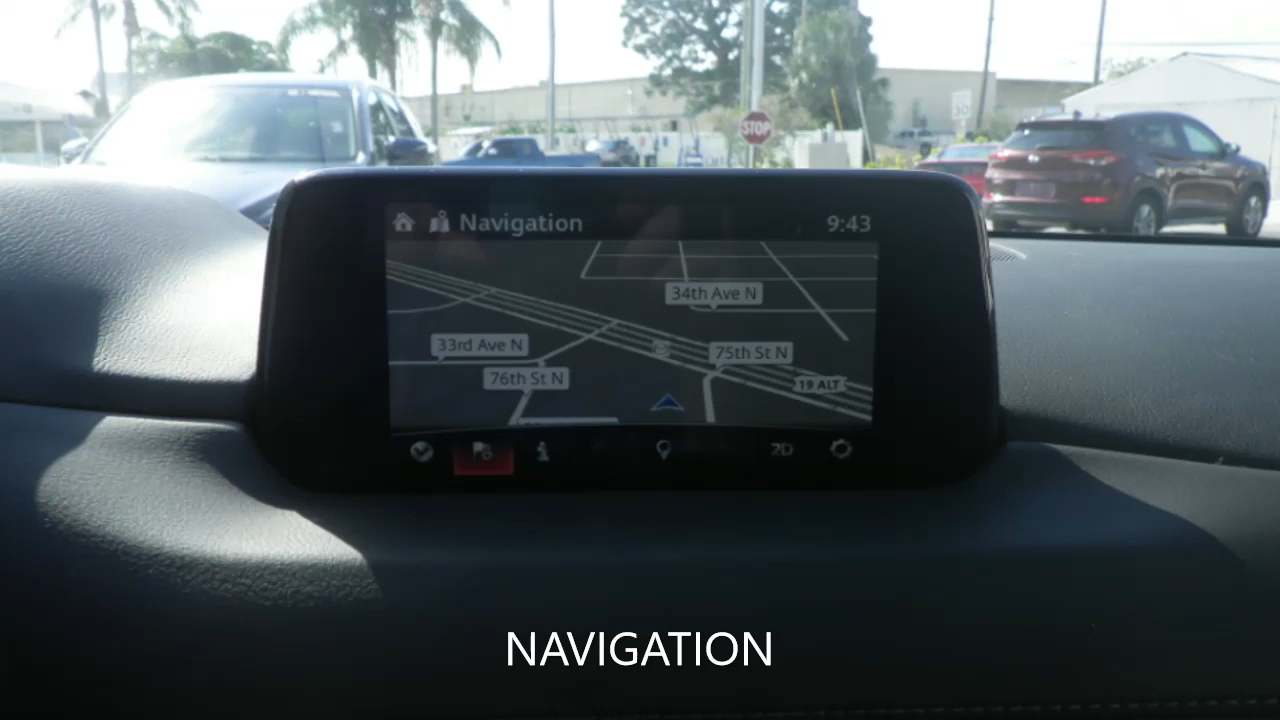 STOP
Navigation 9:43
34th Ave N
33rd Ave N
75th St N
76th St N
19 ALT
2D
NAVIGATION